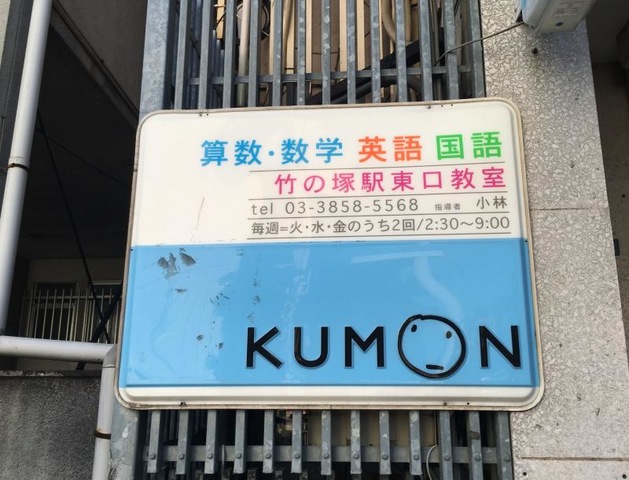 算数・数学 英語 国語
竹の塚駅東口教室
tel 03-3858-5568 指導者 小林
毎週=火・水・金のうち2回/2:30〜9:00
KUMON